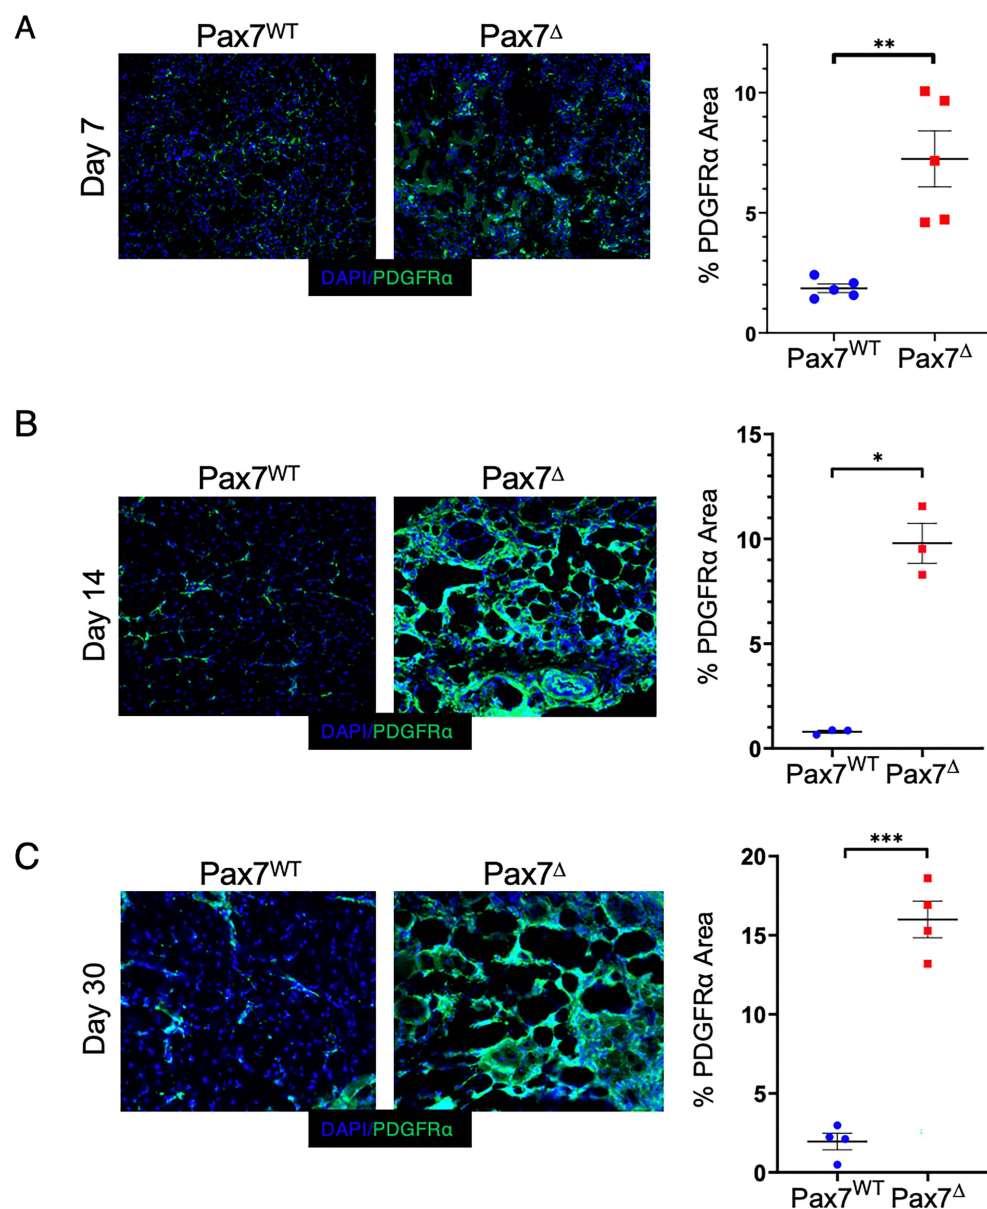 A
Pax7WT
PaxΔ
Day 7
DAPI/PDGFRα
% PDGFRα Area
**
10
5
0
Pax7WT
Pax7Δ
B
Pax7WT
Pax7Δ
Day 14
DAPI/PDGFRα
% PDGFRα Area
*
15
10
5
0
Pax7WT
Pax7Δ
C
Pax7WT
Pax7Δ
Day 30
DAPI/PDGFRα
% PDGFRα Area
***
20
15
10
5
0
Pax7WT
Pax7Δ